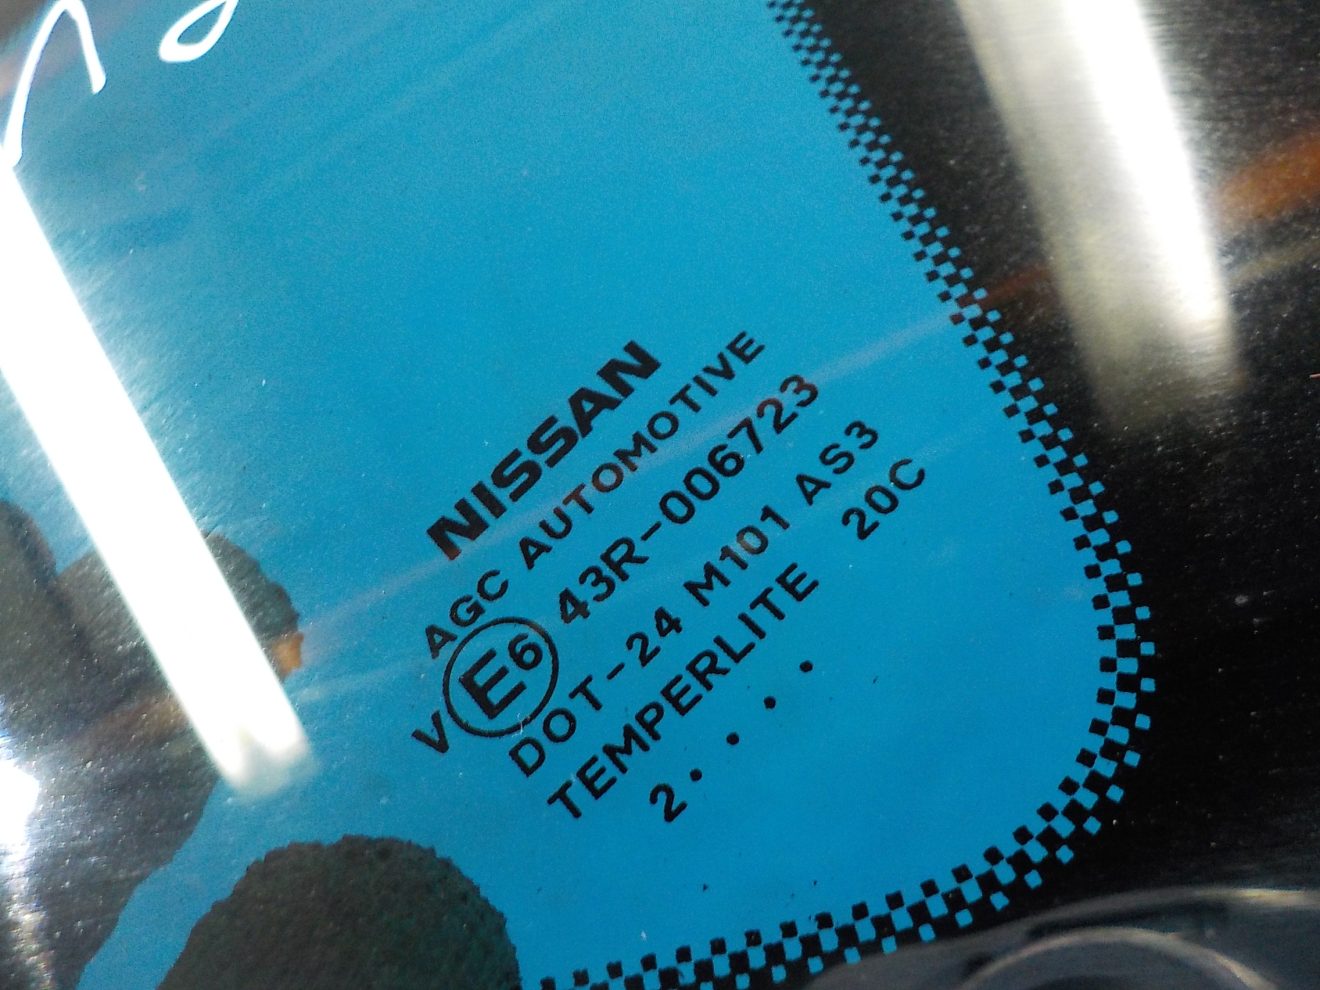 NISSAN
AGC AUTOMOTIVE
V E6 43R-006723
DOT-24 M101 AS3
TEMPERLITE 20C
2. . . .